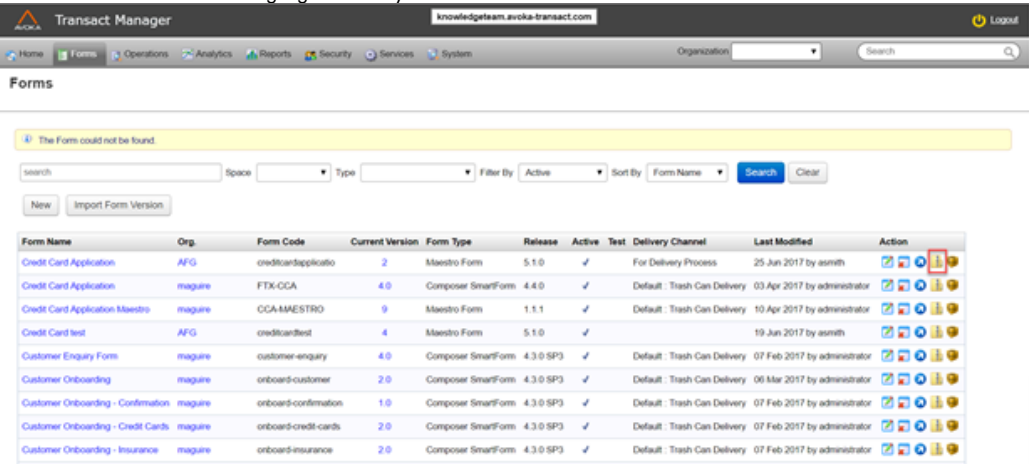 AVOKA Transact Manager knowledgeteam.avoka-transact.com Logout
Home Forms Operations Analytics Reports Security Services System Organization Search
Forms
The Form could not be found.
search Space Type Filter By Active Sort By Form Name Search Clear
New Import Form Version
Form Name Org. Form Code Current Version Form Type Release Active Test Delivery Channel Last Modified Action
Credit Card Application AFG creditcardapplicatio 2 Maestro Form 5.1.0 For Delivery Process 25 Jun 2017 by asmith
Credit Card Application maguire FTX-CCA 4.0 Composer SmartForm 4.4.0 Default : Trash Can Delivery 03 Apr 2017 by administrator
Credit Card Application Maestro maguire CCA-MAESTRO 9 Maestro Form 1.1.1 Default : Trash Can Delivery 10 Apr 2017 by administrator
Credit Card test AFG creditcardtest 4 Maestro Form 5.1.0 19 Jun 2017 by asmith
Customer Enquiry Form maguire customer-enquiry 4.0 Composer SmartForm 4.3.0 SP3 Default : Trash Can Delivery 07 Feb 2017 by administrator
Customer Onboarding maguire onboard-customer 2.0 Composer SmartForm 4.3.0 SP3 Default : Trash Can Delivery 06 Mar 2017 by administrator
Customer Onboarding - Confirmation maguire onboard-confirmation 1.0 Composer SmartForm 4.3.0 SP3 Default : Trash Can Delivery 07 Feb 2017 by administrator
Customer Onboarding - Credit Cards maguire onboard-credit-cards 2.0 Composer SmartForm 4.3.0 SP3 Default : Trash Can Delivery 07 Feb 2017 by administrator
Customer Onboarding - Insurance maguire onboard-insurance 2.0 Composer SmartForm 4.3.0 SP3 Default : Trash Can Delivery 07 Feb 2017 by administrator